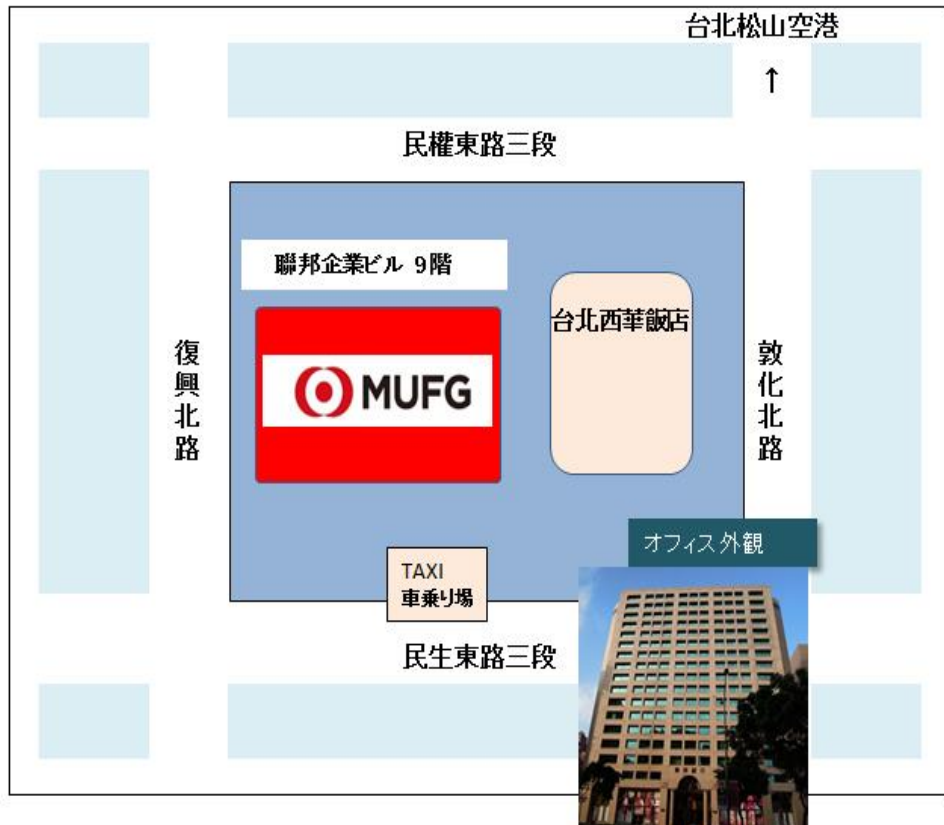 台北松山空港
↑
民權東路三段
聯邦企業ビル 9階
台北西華飯店
復興北路
MUFG
敦化北路
オフィス外観
TAXI
車乗り場
民生東路三段